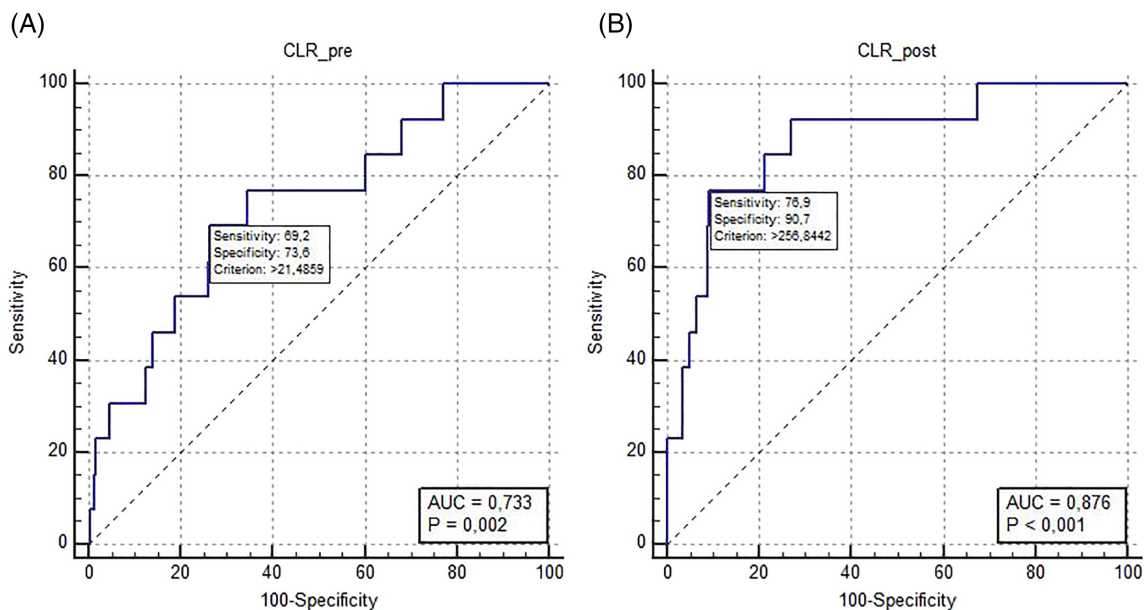 (A)
CLR_pre
100
80
60
40
20
0
Sensitivity
Sensitivity: 69,2
Specificity: 73,6
Criterion: >21,4859
AUC = 0,733
P = 0,002
0 20 40 60 80 100
100-Specificity
(B)
CLR_post
100
80
60
40
20
0
Sensitivity
Sensitivity: 76,9
Specificity: 90,7
Criterion: >256,8442
AUC = 0,876
P < 0,001
0 20 40 60 80 100
100-Specificity